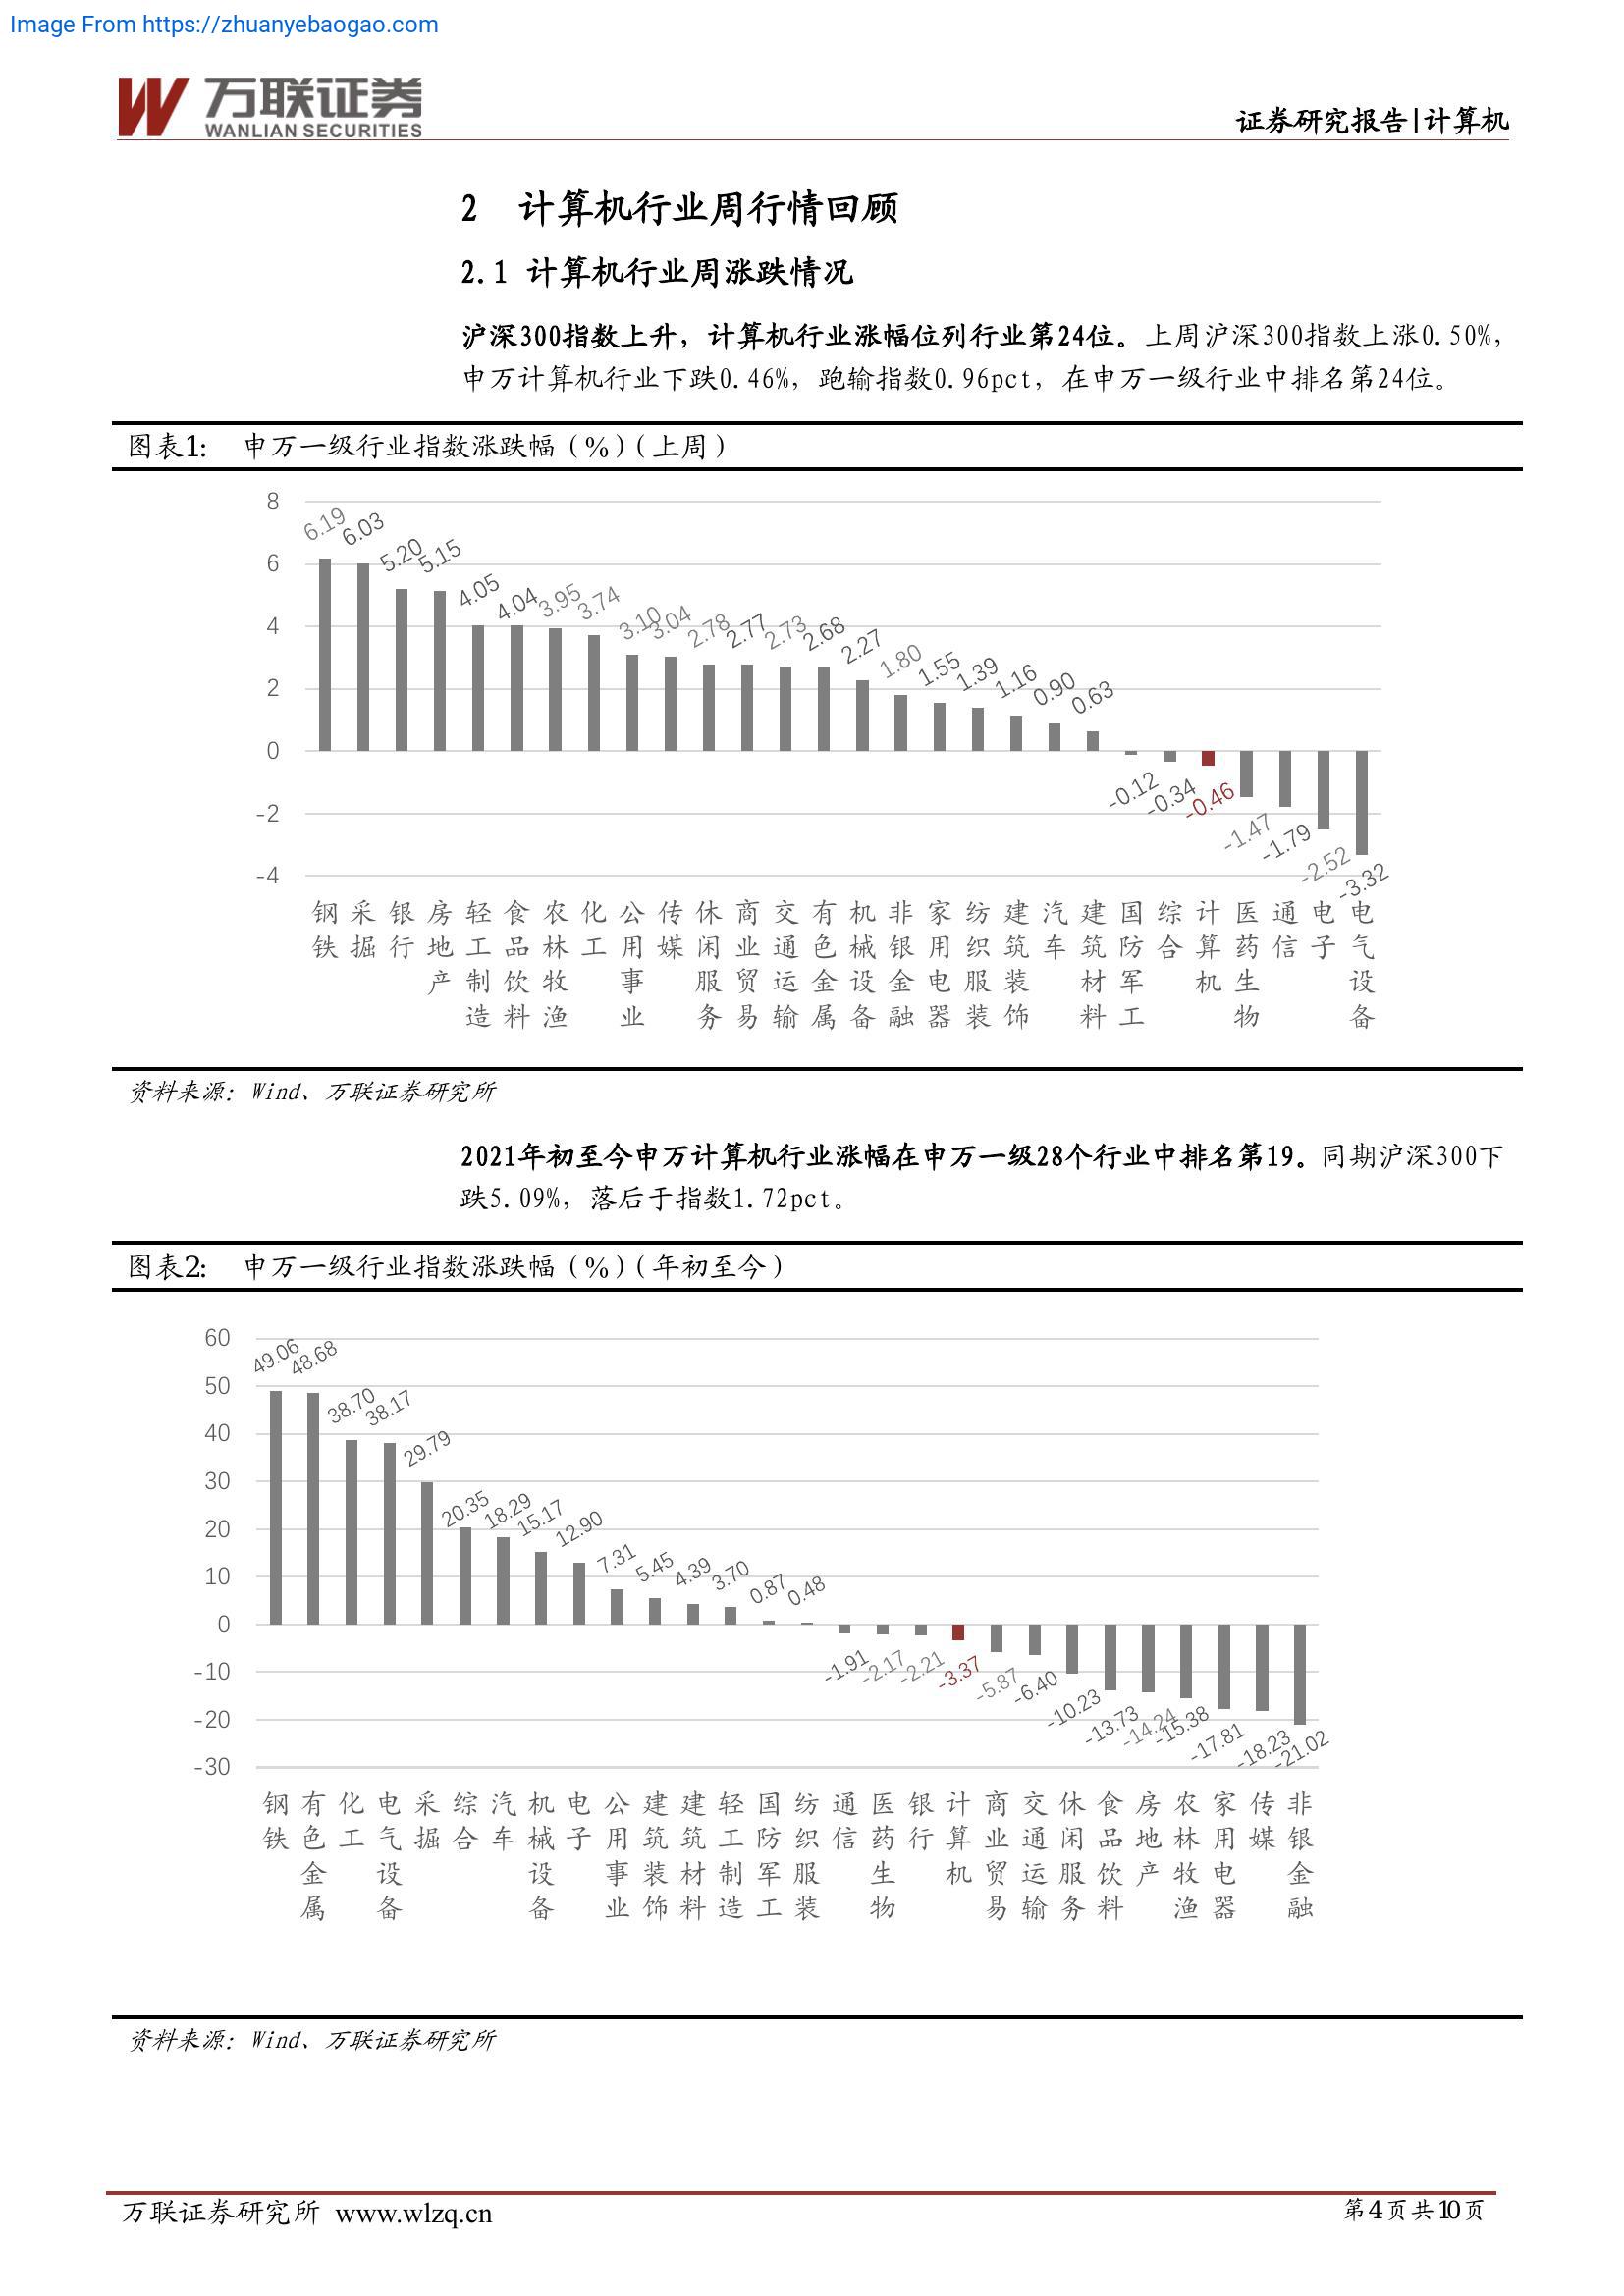 Image From https://zhuanyebaogao.com
万联证券
WANLIAN SECURITIES
证券研究报告|计算机
2 计算机行业周行情回顾
2.1 计算机行业周涨跌情况
沪深300指数上升，计算机行业涨幅位列行业第24位。上周沪深300指数上涨0.50%，
申万计算机行业下跌0.46%，跑输指数0.96pct，在申万一级行业中排名第24位。
图表1: 申万一级行业指数涨跌幅（%）（上周）
8
6
4
2
0
-2
-4
6.19 6.03 5.20 5.15 4.05 4.04 3.95 3.74 3.10 3.04 2.78 2.77 2.73 2.68 2.27 1.80 1.55 1.39 1.16 0.90 0.63 -0.12 -0.34 -0.46 -1.47 -1.79 -2.52 -3.32
钢铁 采掘 银行 房地产 轻工制造 食品饮料 农林牧渔 化工 公用事业 传媒 休闲服务 商业贸易 交通运输 有色金属 机械设备 非银金融 家用电器 纺织服装 建筑装饰 汽车 建筑材料 国防军工 综合 计算机 医药生物 通信 电子 电气设备
资料来源：Wind、万联证券研究所
2021年初至今申万计算机行业涨幅在申万一级28个行业中排名第19。同期沪深300下
跌5.09%，落后于指数1.72pct。
图表2: 申万一级行业指数涨跌幅（%）（年初至今）
60
50
40
30
20
10
0
-10
-20
-30
49.06 48.68 38.70 38.17 29.79 20.35 18.29 15.17 12.90 7.31 5.45 4.39 3.70 0.87 0.48 -1.91 -2.17 -2.21 -3.37 -5.87 -6.40 -10.23 -13.73 -14.24 -15.38 -17.81 -18.23 -21.02
钢铁 有色金属 化工 电气设备 采掘 综合 汽车 机械设备 电子 公用事业 建筑装饰 建筑材料 轻工制造 国防军工 纺织服装 通信 医药生物 银行 计算机 商业贸易 交通运输 休闲服务 食品饮料 房地产 农林牧渔 家用电器 传媒 非银金融
资料来源：Wind、万联证券研究所
万联证券研究所 www.wlzq.cn
第4页共10页